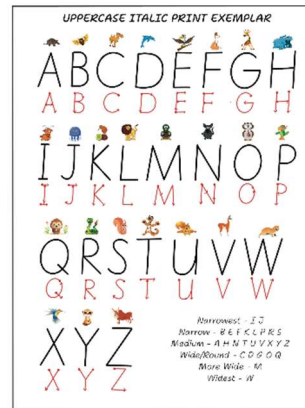 UPPERCASE ITALIC PRINT EXEMPLAR
ABCDEFGH
ABCDEFGH
IJKLMNOP
IJKLMNOP
QRSTUVW
QRSTUVW
XYZ
XYZ
Narrowest - I J
Narrow - B E F K L P R S
Medium - A H N T U V X Y Z
Wide/Round - C D G O Q
More Wide - M
Widest - W